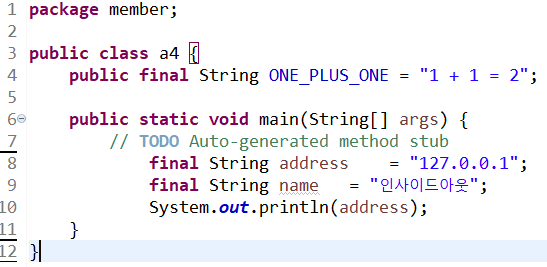 1 package member;
2
3 public class a4 {
4     public final String ONE_PLUS_ONE = "1 + 1 = 2";
5
6     public static void main(String[] args) {
7         // TODO Auto-generated method stub
8             final String address    = "127.0.0.1";
9             final String name   = "인사이드아웃";
10             System.out.println(address);
11     }
12 }